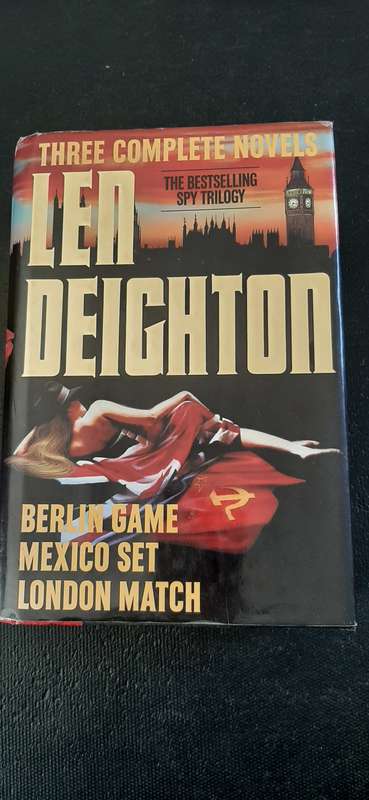 THREE COMPLETE NOVELS
LEN
THE BESTSELLING
SPY TRILOGY
DEIGHTON
BERLIN GAME
MEXICO SET
LONDON MATCH